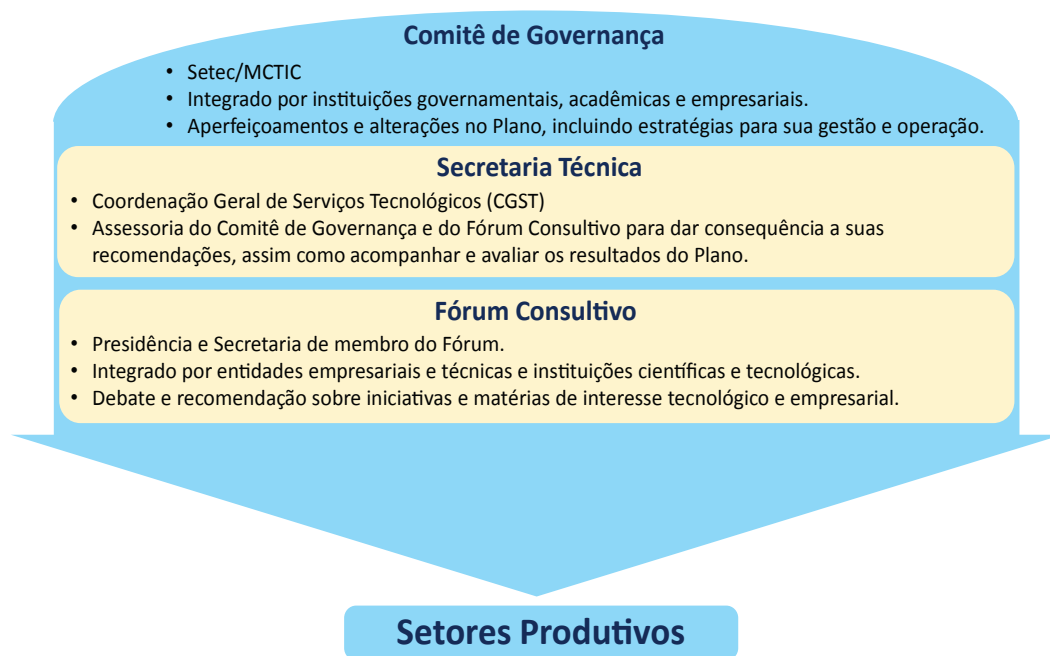 Comitê de Governança
• Setec/MCTIC
• Integrado por instituições governamentais, acadêmicas e empresariais.
• Aperfeiçoamentos e alterações no Plano, incluindo estratégias para sua gestão e operação.
Secretaria Técnica
• Coordenação Geral de Serviços Tecnológicos (CGST)
• Assessoria do Comitê de Governança e do Fórum Consultivo para dar consequência a suas
recomendações, assim como acompanhar e avaliar os resultados do Plano.
Fórum Consultivo
• Presidência e Secretaria de membro do Fórum.
• Integrado por entidades empresariais e técnicas e instituições científicas e tecnológicas.
• Debate e recomendação sobre iniciativas e matérias de interesse tecnológico e empresarial.
Setores Produtivos